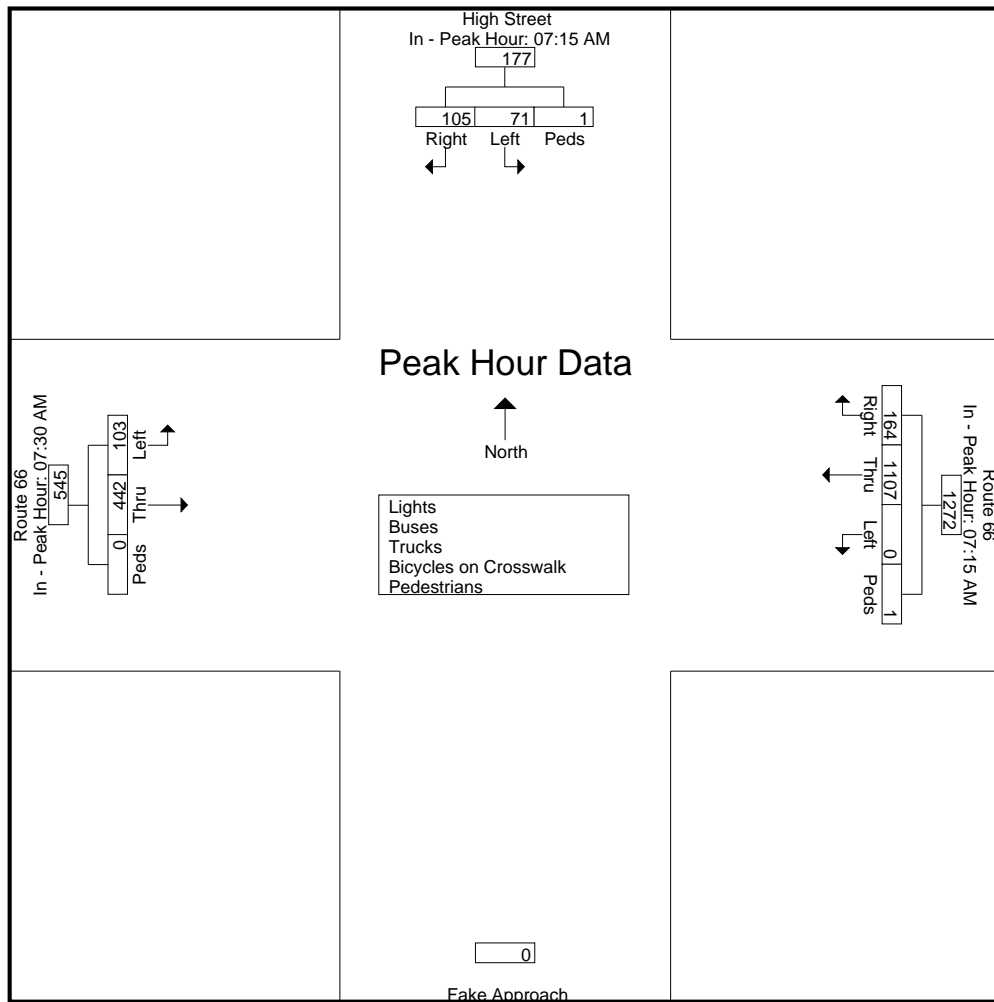 High Street
In - Peak Hour: 07:15 AM
177
105 71 1
Right Left Peds
Peak Hour Data
North
Lights
Buses
Trucks
Bicycles on Crosswalk
Pedestrians
Route 66
In - Peak Hour: 07:30 AM
545
103 442 0
Left Thru Peds
Route 66
In - Peak Hour: 07:15 AM
1272
164 1107 0 1
Right Thru Left Peds
0
Fake Approach